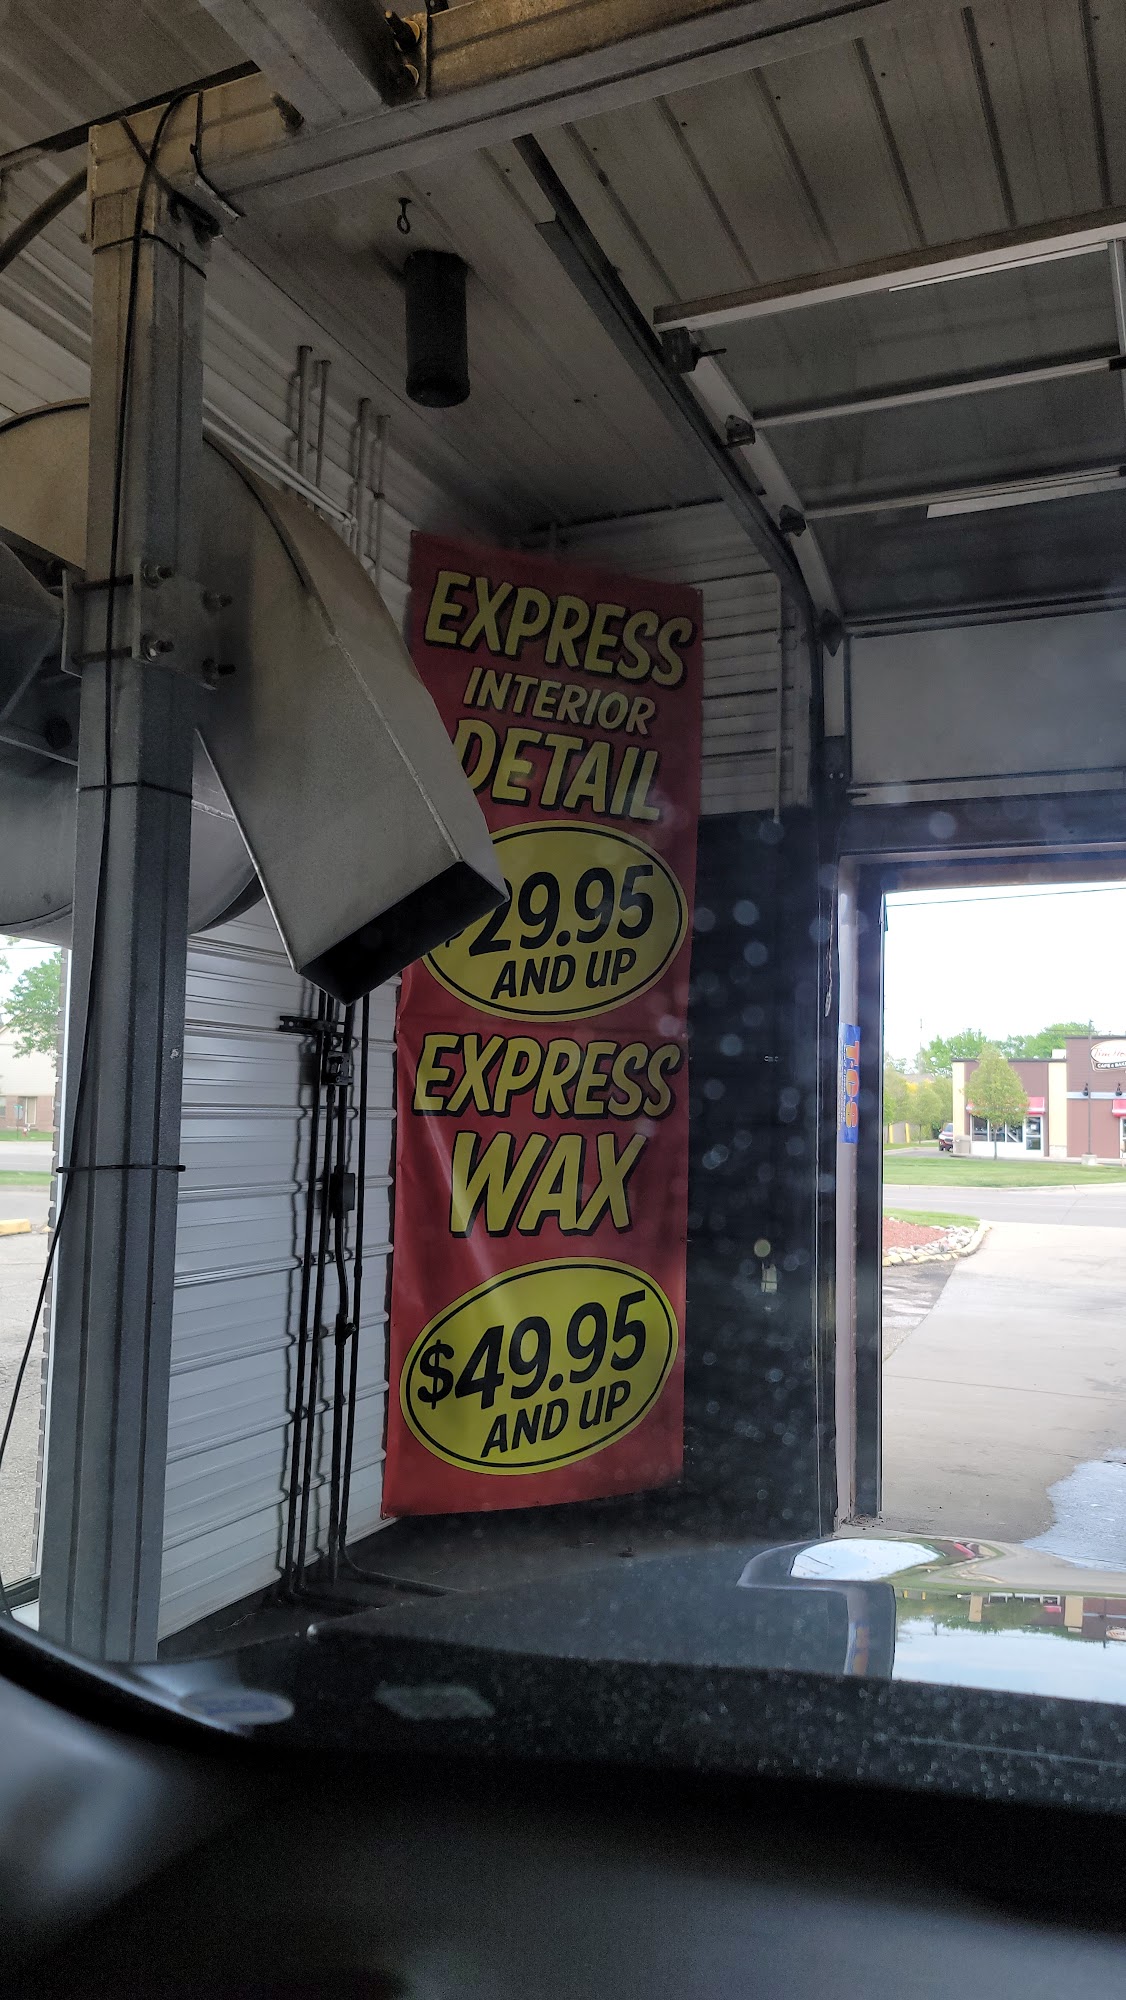 EXPRESS
INTERIOR
DETAIL
29.95
AND UP
EXPRESS
WAX
$49.95
AND UP